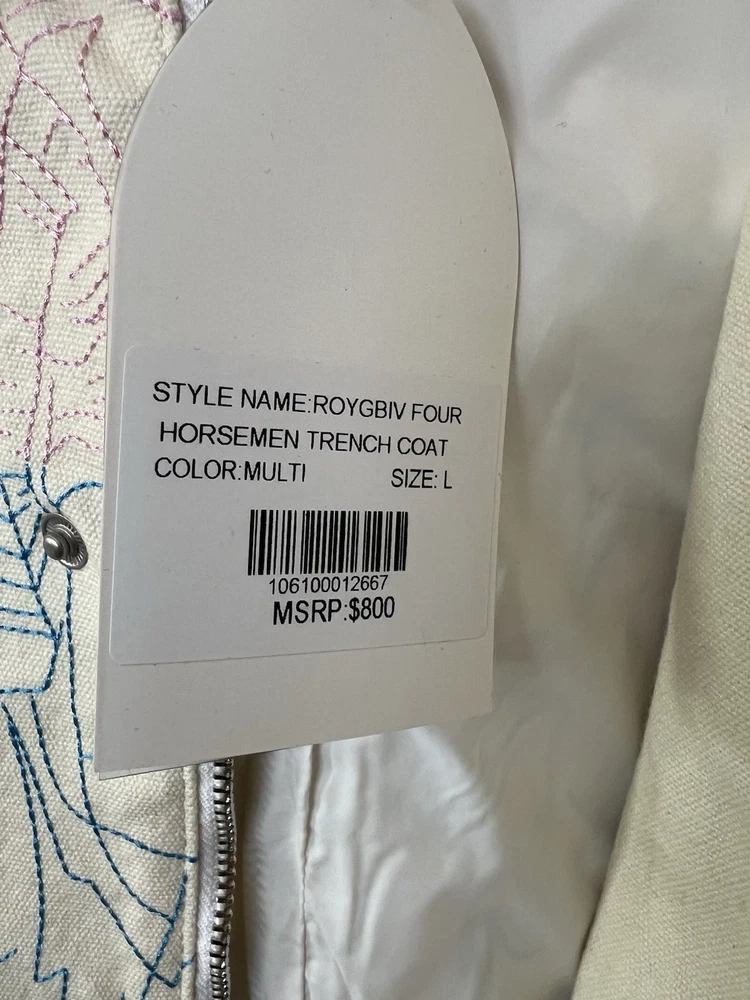 STYLE NAME:ROYGBIV FOUR
HORSEMEN TRENCH COAT
COLOR:MULTI SIZE: L
106100012667
MSRP:$800